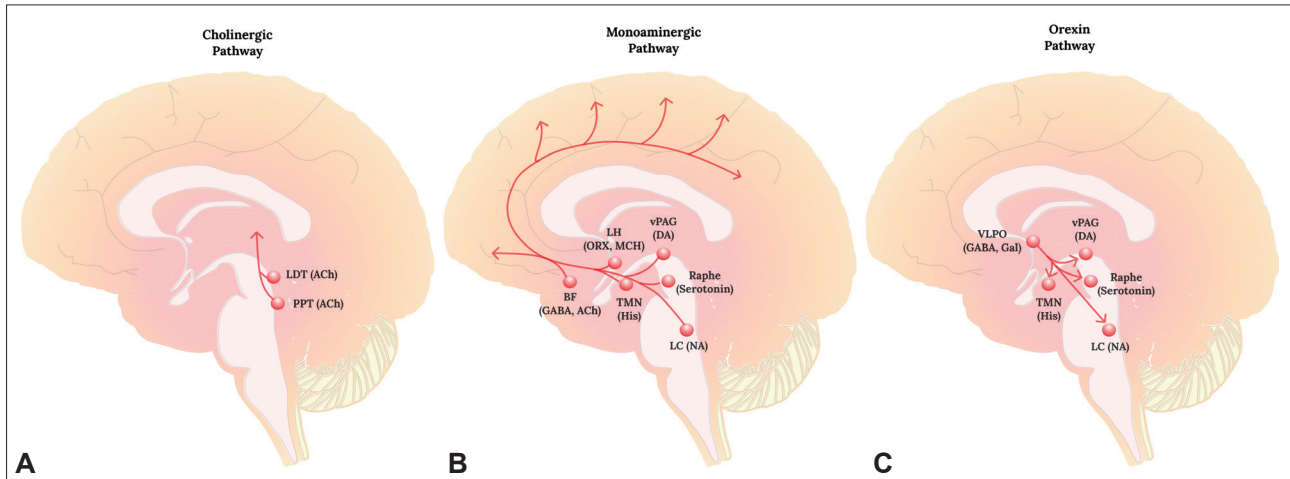 Cholinergic
Pathway
LDT (ACh)
PPT (ACh)
A
Monoaminergic
Pathway
LH
(ORX, MCH)
vPAG
(DA)
BF
(GABA, ACh)
TMN
(His)
Raphe
(Serotonin)
LC (NA)
B
Orexin
Pathway
VLPO
(GABA, Gal)
vPAG
(DA)
TMN
(His)
Raphe
(Serotonin)
LC (NA)
C